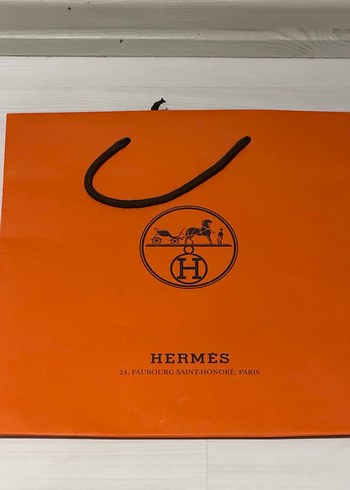 H
HERMÈS
24, FAUBOURG SAINT-HONORÉ, PARIS